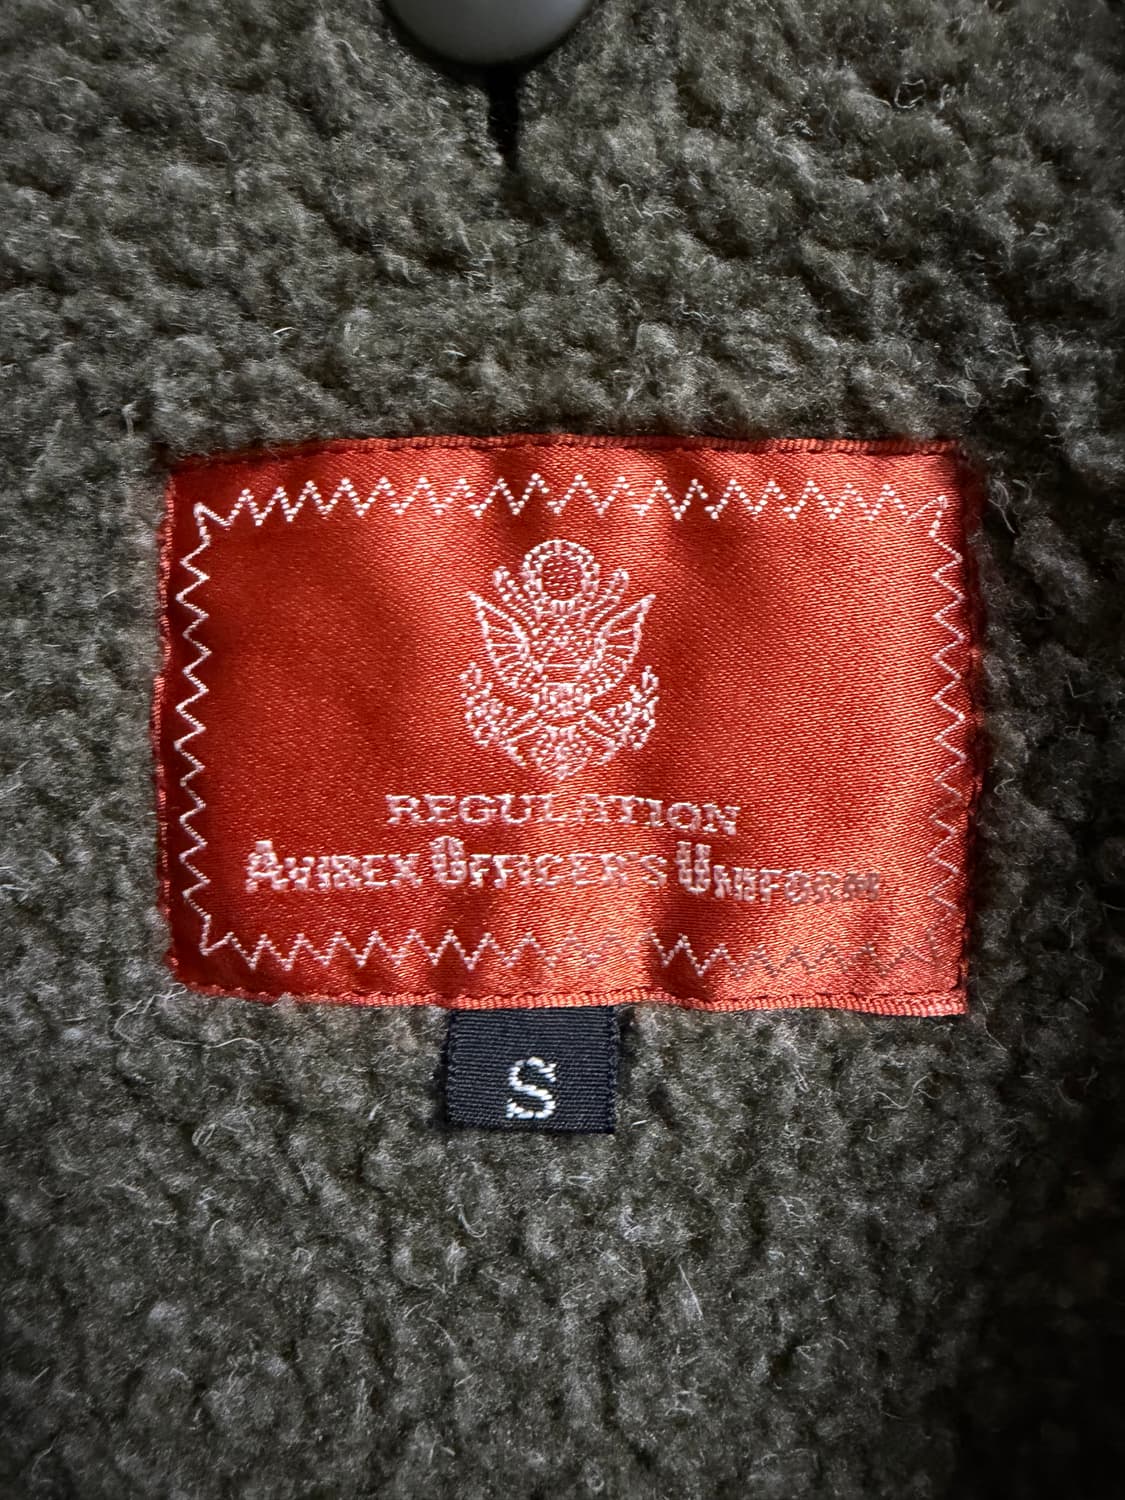 REGULATION
AVIREX OFFICER'S UNIFORM
S